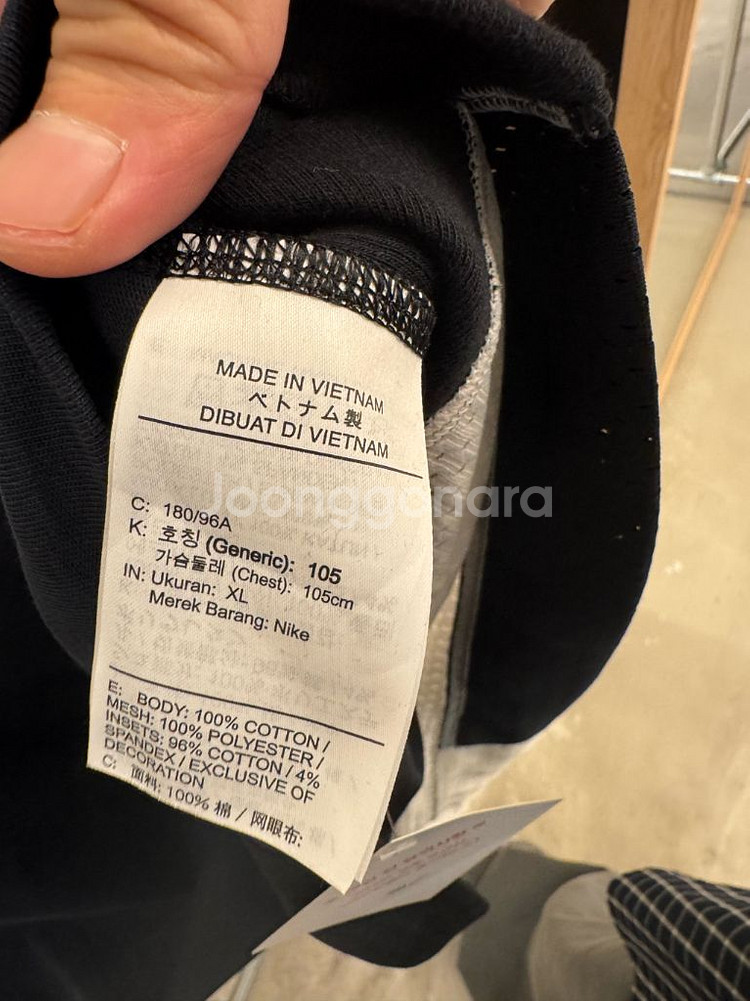 MADE IN VIETNAM
ベトナム製
DIBUAT DI VIETNAM
Joonggonara
C: 180/96A
K: 호칭 (Generic): 105
가슴둘레 (Chest): 105cm
IN: Ukuran: XL
Merek Barang: Nike
E: BODY: 100% COTTON /
MESH: 100% POLYESTER /
INSETS: 96% COTTON / 4%
SPANDEX / EXCLUSIVE OF
DECORATION
C: 面料: 100% 棉 / 网眼布: